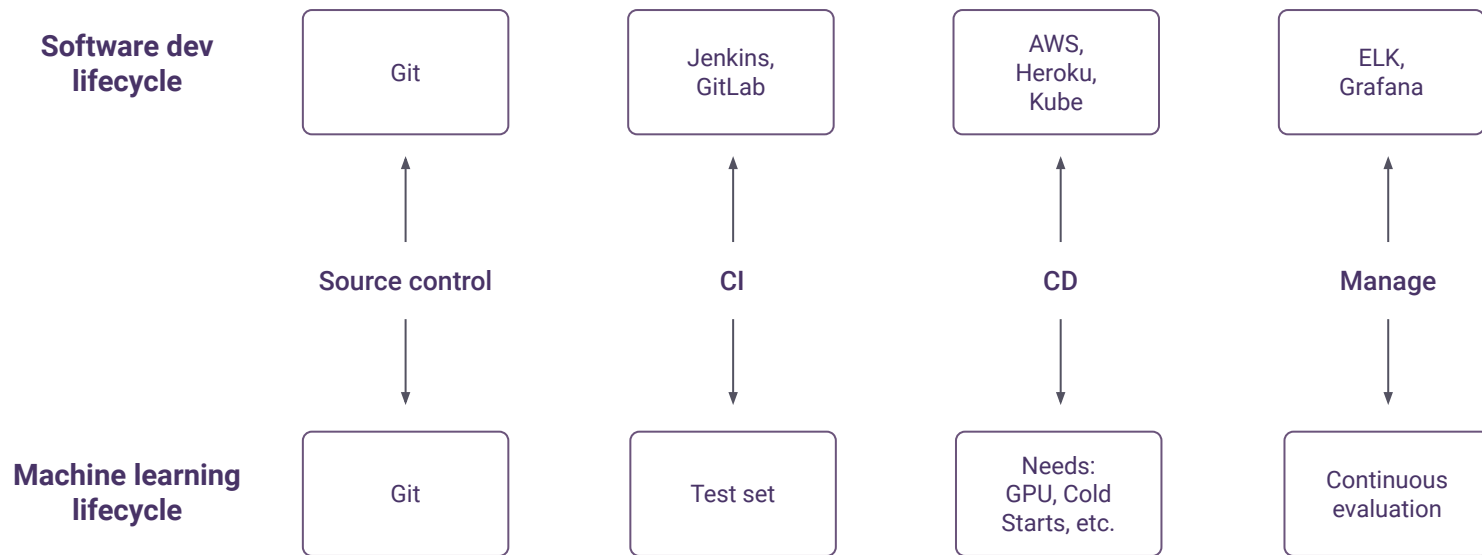 Software dev
lifecycle
Git
Jenkins,
GitLab
AWS,
Heroku,
Kube
ELK,
Grafana
Source control
CI
CD
Manage
Machine learning
lifecycle
Git
Test set
Needs:
GPU, Cold
Starts, etc.
Continuous
evaluation